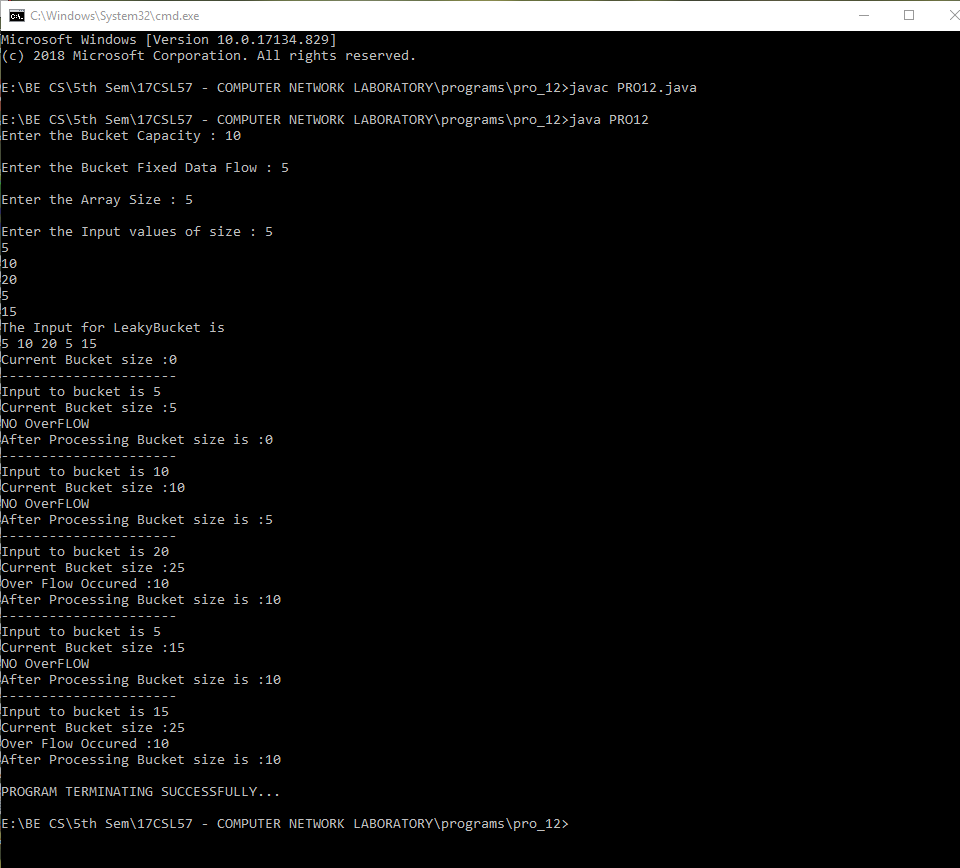 C:\Windows\System32\cmd.exe
Microsoft Windows [Version 10.0.17134.829]
(c) 2018 Microsoft Corporation. All rights reserved.
E:\BE CS\5th Sem\17CSL57 - COMPUTER NETWORK LABORATORY\programs\pro_12>javac PRO12.java
E:\BE CS\5th Sem\17CSL57 - COMPUTER NETWORK LABORATORY\programs\pro_12>java PRO12
Enter the Bucket Capacity : 10
Enter the Bucket Fixed Data Flow : 5
Enter the Array Size : 5
Enter the Input values of size : 5
5
10
20
5
15
The Input for LeakyBucket is
5 10 20 5 15
Current Bucket size :0
----------------------
Input to bucket is 5
Current Bucket size :5
NO OverFLOW
After Processing Bucket size is :0
----------------------
Input to bucket is 10
Current Bucket size :10
NO OverFLOW
After Processing Bucket size is :5
----------------------
Input to bucket is 20
Current Bucket size :25
Over Flow Occured :10
After Processing Bucket size is :10
----------------------
Input to bucket is 5
Current Bucket size :15
NO OverFLOW
After Processing Bucket size is :10
----------------------
Input to bucket is 15
Current Bucket size :25
Over Flow Occured :10
After Processing Bucket size is :10
PROGRAM TERMINATING SUCCESSFULLY...
E:\BE CS\5th Sem\17CSL57 - COMPUTER NETWORK LABORATORY\programs\pro_12>